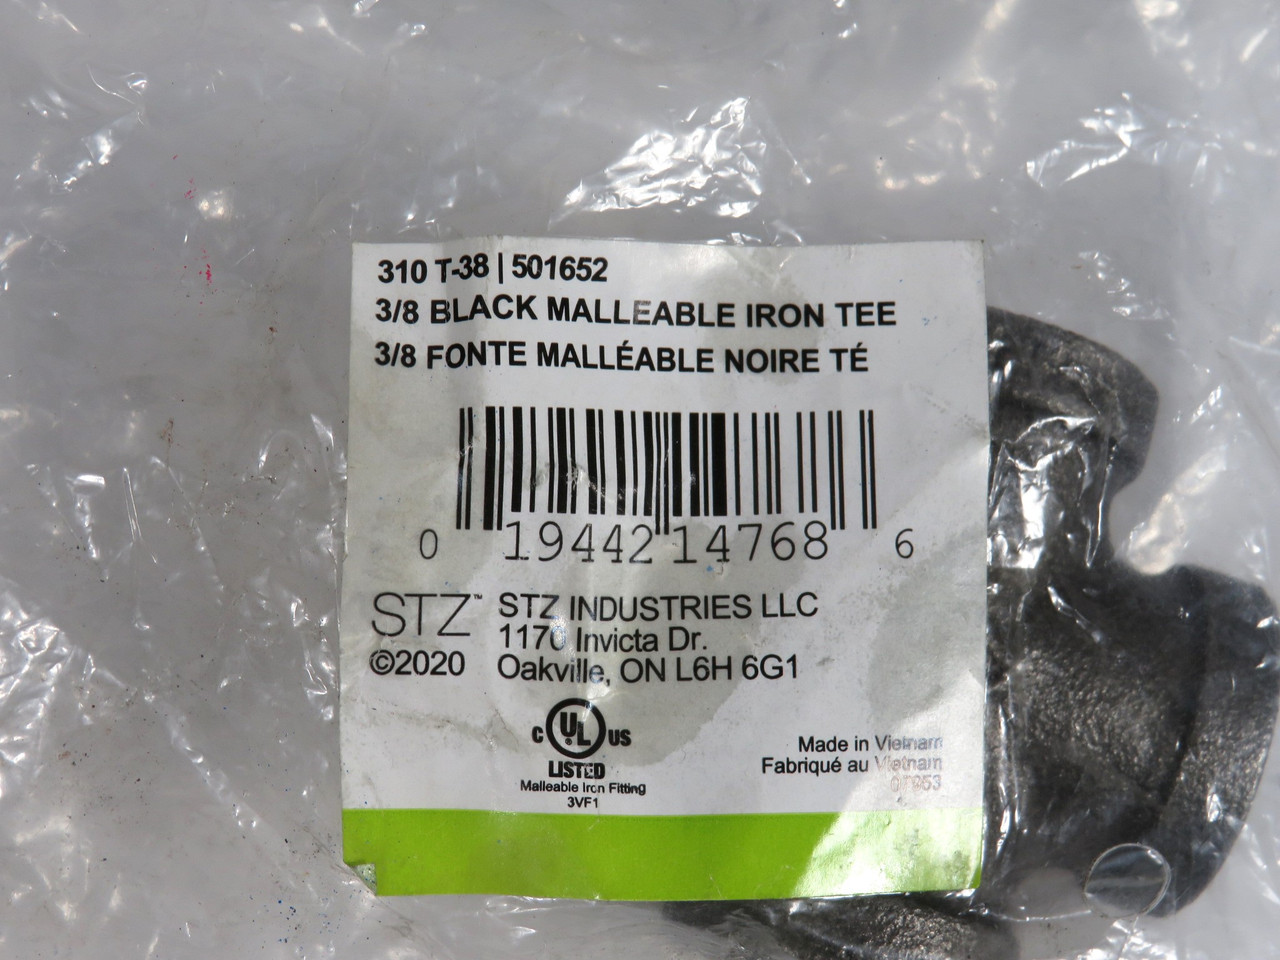 310 T-38 | 501652
3/8 BLACK MALLEABLE IRON TEE
3/8 FONTE MALLÉABLE NOIRE TÉ
0 19442 14768 6
STZ™ STZ INDUSTRIES LLC
1170 Invicta Dr.
©2020 Oakville, ON L6H 6G1
C UL US
LISTED
Malleable Iron Fitting
3VF1
Made in Vietnam
Fabriqué au Vietnam